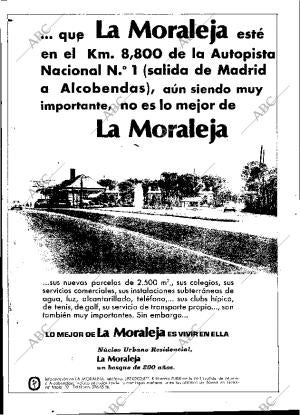 ... que La Moraleja esté
en el Km. 8,800 de la Autopista
Nacional N.º 1 (salida de Madrid
a Alcobendas), aún siendo muy
importante, no es lo mejor de
La Moraleja
...sus nuevas parcelas de 2.500 m²., sus colegios, sus
servicios comerciales, sus instalaciones subterráneas de
agua, luz, alcantarillado, teléfono,... sus clubs hípico,
de tenis, de golf, su servicio de transporte propio..., son
también muy importantes. Sin embargo...
LO MEJOR DE La Moraleja ES VIVIR EN ELLA
Núcleo Urbano Residencial,
La Moraleja
un bosque de 200 años.